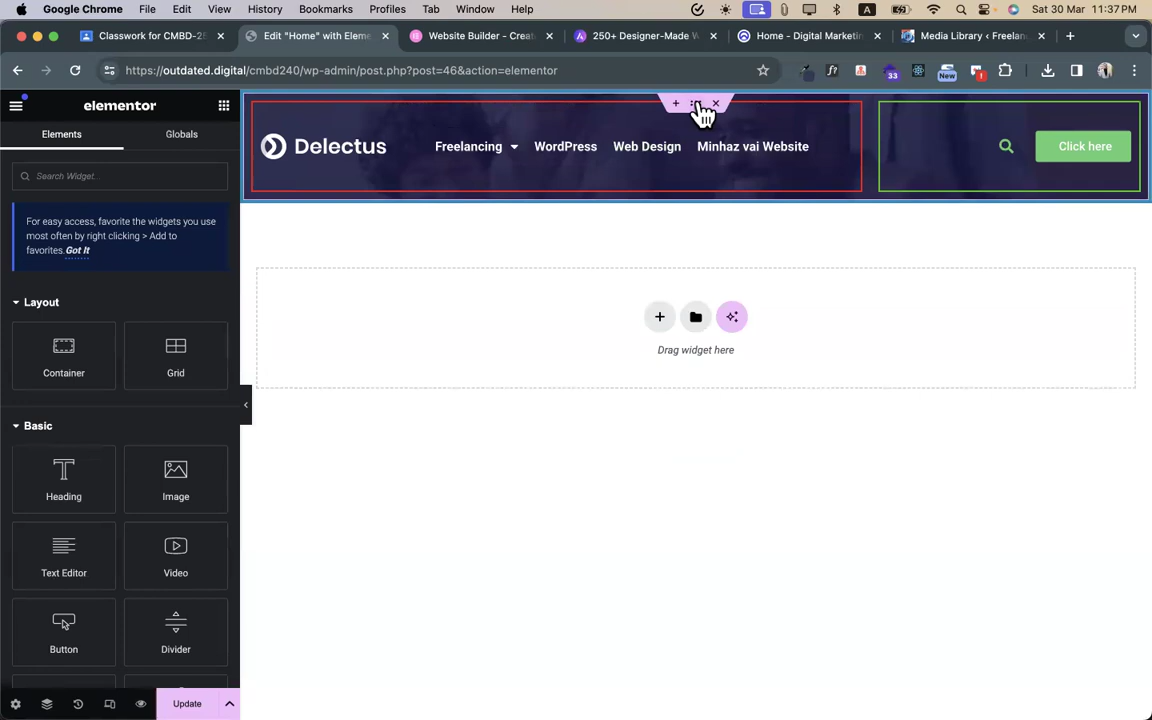 Google Chrome File Edit View History Bookmarks Profiles Tab Window Help A Sat 30 Mar 11:37 PM
Classwork for CMBD-2 Edit "Home" with Eleme Website Builder - Creat 250+ Designer-Made W Home - Digital Marketin Media Library ‹ Freelan
https://outdated.digital/cmbd240/wp-admin/post.php?post=46&action=elementor f? 33 New
elementor
Elements Globals
Search Widget...
For easy access, favorite the widgets you use
most often by right clicking > Add to
favorites. Got It
Layout
Container Grid
Basic
Heading Image
Text Editor Video
Button Divider
Update
Delectus Freelancing WordPress Web Design Minhaz vai Website Click here
Drag widget here